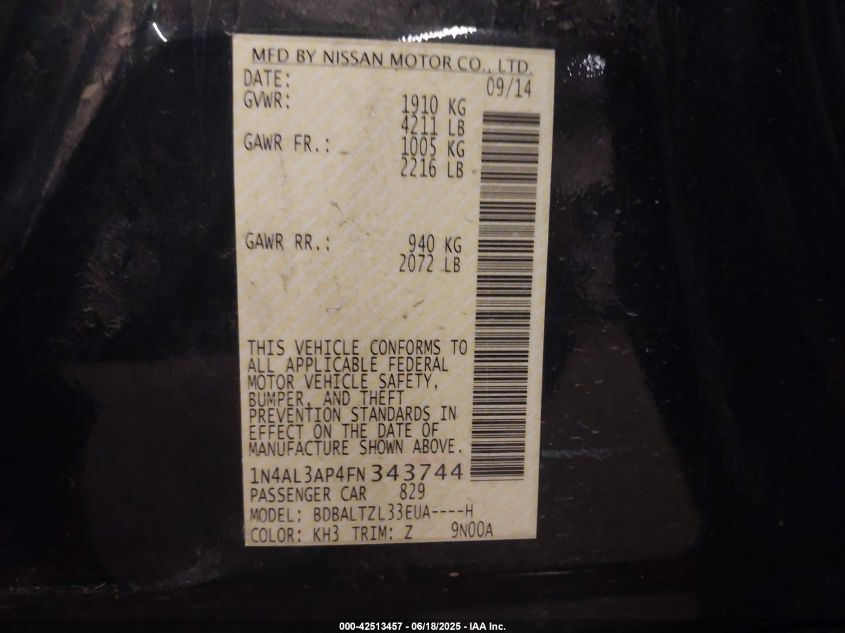 MFD BY NISSAN MOTOR CO., LTD.
DATE: 09/14
GVWR: 1910 KG
4211 LB
GAWR FR.: 1005 KG
2216 LB
GAWR RR.: 940 KG
2072 LB
THIS VEHICLE CONFORMS TO
ALL APPLICABLE FEDERAL
MOTOR VEHICLE SAFETY,
BUMPER, AND THEFT
PREVENTION STANDARDS IN
EFFECT ON THE DATE OF
MANUFACTURE SHOWN ABOVE.
1N4AL3AP4FN343744
PASSENGER CAR 829
MODEL: BDBALTZL33EUA----H
COLOR: KH3 TRIM: Z 9N00A
000-42513457 - 06/18/2025 - IAA Inc.